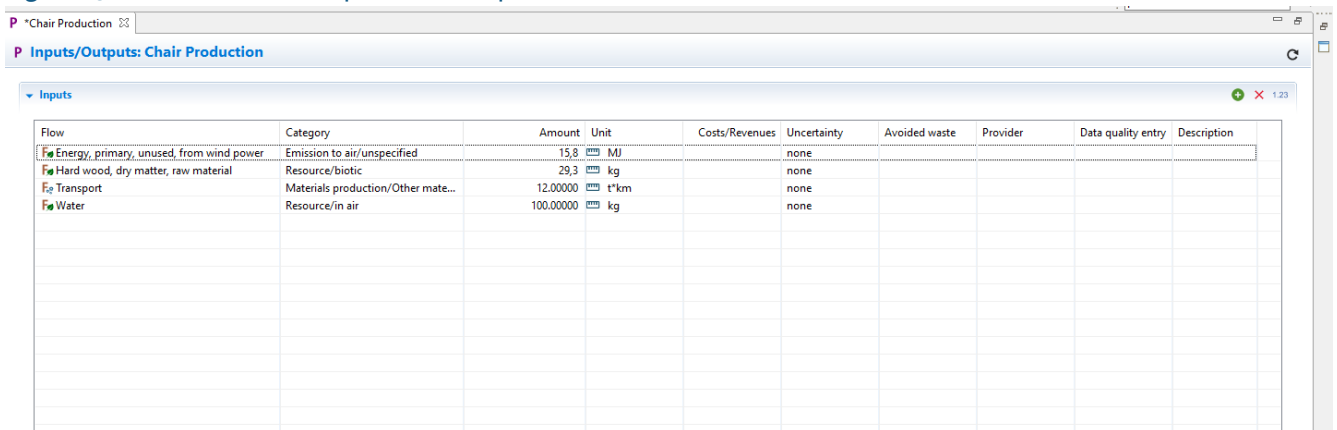 P *Chair Production
P Inputs/Outputs: Chair Production
Inputs 1.23
Flow Category Amount Unit Costs/Revenues Uncertainty Avoided waste Provider Data quality entry Description
Energy, primary, unused, from wind power Emission to air/unspecified 15,8 MJ none
Hard wood, dry matter, raw material Resource/biotic 29,3 kg none
Transport Materials production/Other mate... 12.00000 t*km none
Water Resource/in air 100.00000 kg none